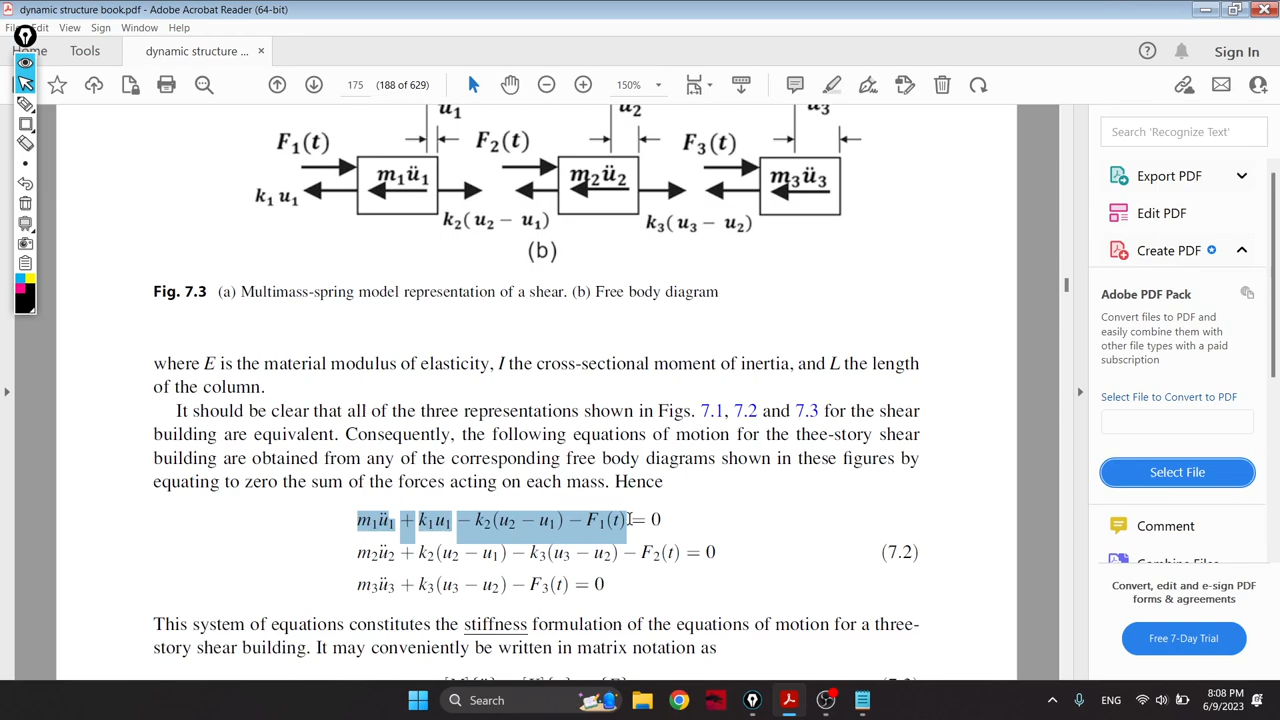 dynamic structure book.pdf - Adobe Acrobat Reader (64-bit)
Edit View Sign Window Help
Home Tools dynamic structure ... × Sign In
175 (188 of 629) 150%
u1 u2 u3
F1(t) F2(t) F3(t)
m1ü1 m2ü2 m3ü3
k1 u1 k2( u2 − u1) k3( u3 − u2)
(b)
Fig. 7.3 (a) Multimass-spring model representation of a shear. (b) Free body diagram
where E is the material modulus of elasticity, I the cross-sectional moment of inertia, and L the length
of the column.
It should be clear that all of the three representations shown in Figs. 7.1, 7.2 and 7.3 for the shear
building are equivalent. Consequently, the following equations of motion for the thee-story shear
building are obtained from any of the corresponding free body diagrams shown in these figures by
equating to zero the sum of the forces acting on each mass. Hence
m1ü1 + k1u1 − k2(u2 − u1) − F1(t) = 0
m2ü2 + k2(u2 − u1) − k3(u3 − u2) − F2(t) = 0 (7.2)
m3ü3 + k3(u3 − u2) − F3(t) = 0
This system of equations constitutes the stiffness formulation of the equations of motion for a three-
story shear building. It may conveniently be written in matrix notation as
Search 'Recognize Text'
Export PDF
Edit PDF
Create PDF
Adobe PDF Pack
Convert files to PDF and
easily combine them with
other file types with a paid
subscription
Select File to Convert to PDF
Select File
Comment
Combine Files
Convert, edit and e-sign PDF
forms & agreements
Free 7-Day Trial
Search
ENG
8:08 PM
6/9/2023